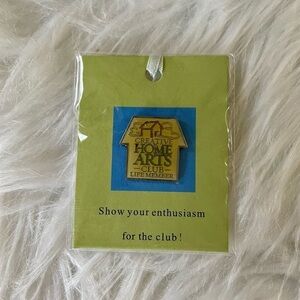 CREATIVE
HOME
ARTS
CLUB
LIFE MEMBER
Show your enthusiasm
for the club!